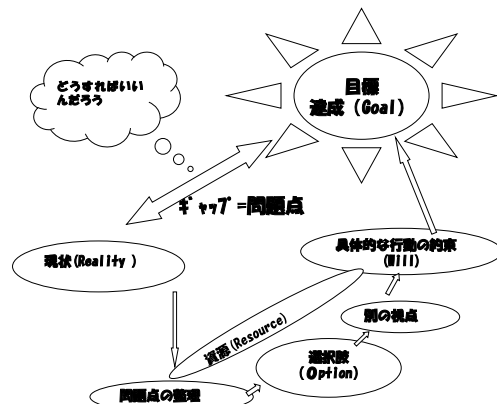 どうすればいい
んだろう
目標
達成 (Goal)
ギャップ=問題点
具体的な行動の約束
(Will)
現状(Reality )
資源(Resource)
別の視点
選択肢
(Option)
問題点の整理